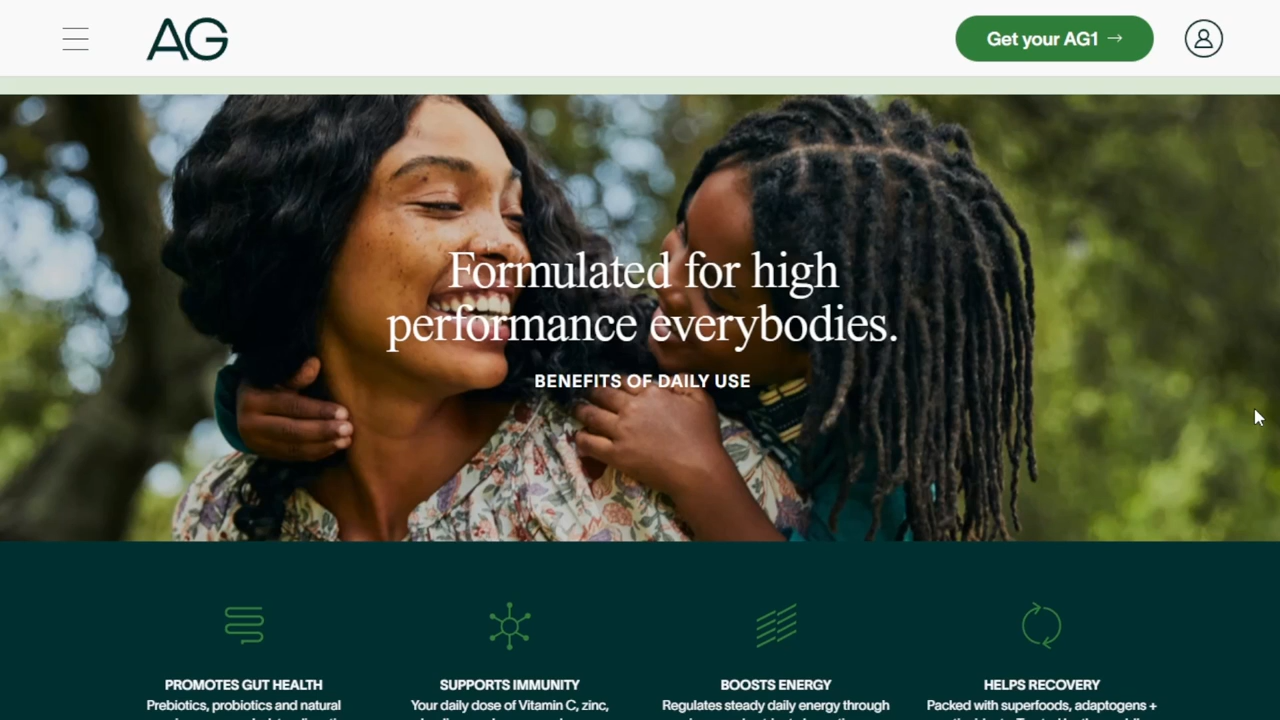 AG
Get your AG1 →
Formulated for high
performance everybodies.
BENEFITS OF DAILY USE
PROMOTES GUT HEALTH
Prebiotics, probiotics and natural
SUPPORTS IMMUNITY
Your daily dose of Vitamin C, zinc,
BOOSTS ENERGY
Regulates steady daily energy through
HELPS RECOVERY
Packed with superfoods, adaptogens +